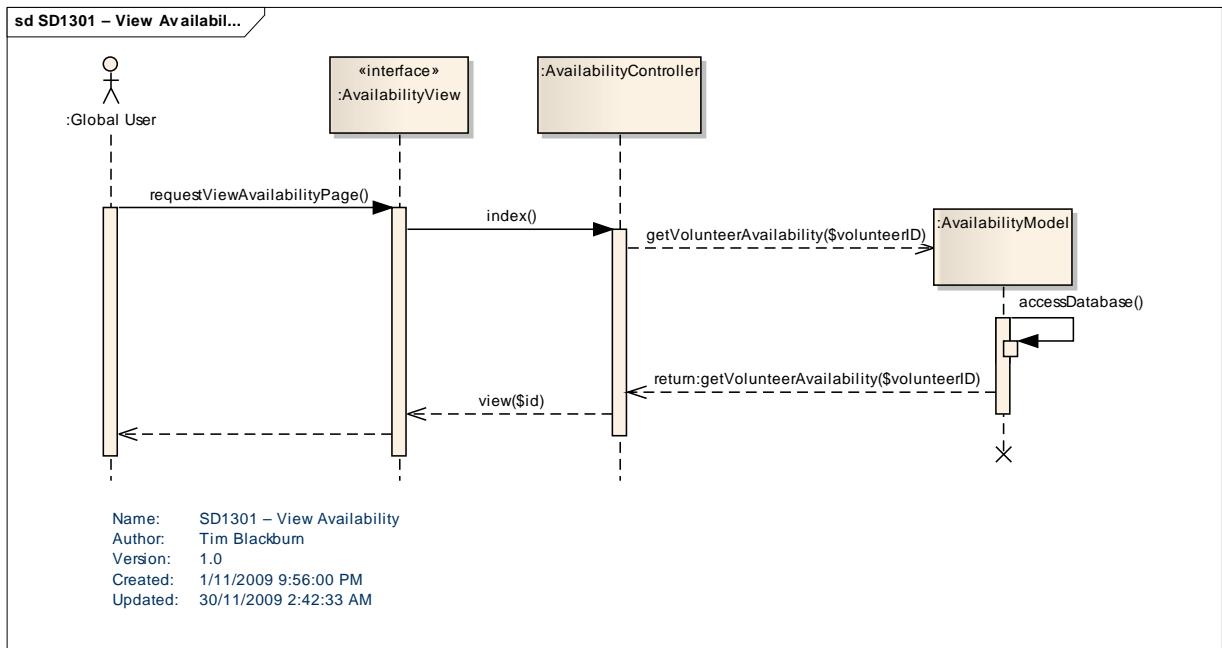 sd SD1301 – View Availabil...
«interface»
:AvailabilityView
:AvailabilityController
:Global User
requestViewAvailabilityPage()
index()
getVolunteerAvailability($volunteerID)
:AvailabilityModel
accessDatabase()
return:getVolunteerAvailability($volunteerID)
view($id)
Name: SD1301 – View Availability
Author: Tim Blackburn
Version: 1.0
Created: 1/11/2009 9:56:00 PM
Updated: 30/11/2009 2:42:33 AM